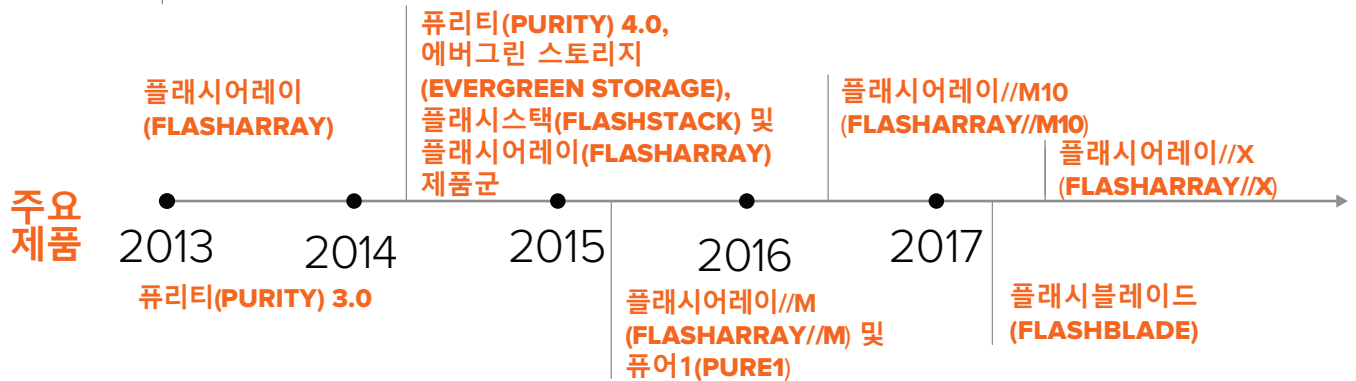 퓨리티(PURITY) 4.0,
에버그린 스토리지
(EVERGREEN STORAGE),
플래시스택(FLASHSTACK) 및
플래시어레이(FLASHARRAY)
제품군
플래시어레이
(FLASHARRAY)
플래시어레이//M10
(FLASHARRAY//M10)
플래시어레이//X
(FLASHARRAY//X)
주요
제품
2013
2014
2015
2016
2017
퓨리티(PURITY) 3.0
플래시어레이//M
(FLASHARRAY//M) 및
퓨어1(PURE1)
플래시블레이드
(FLASHBLADE)